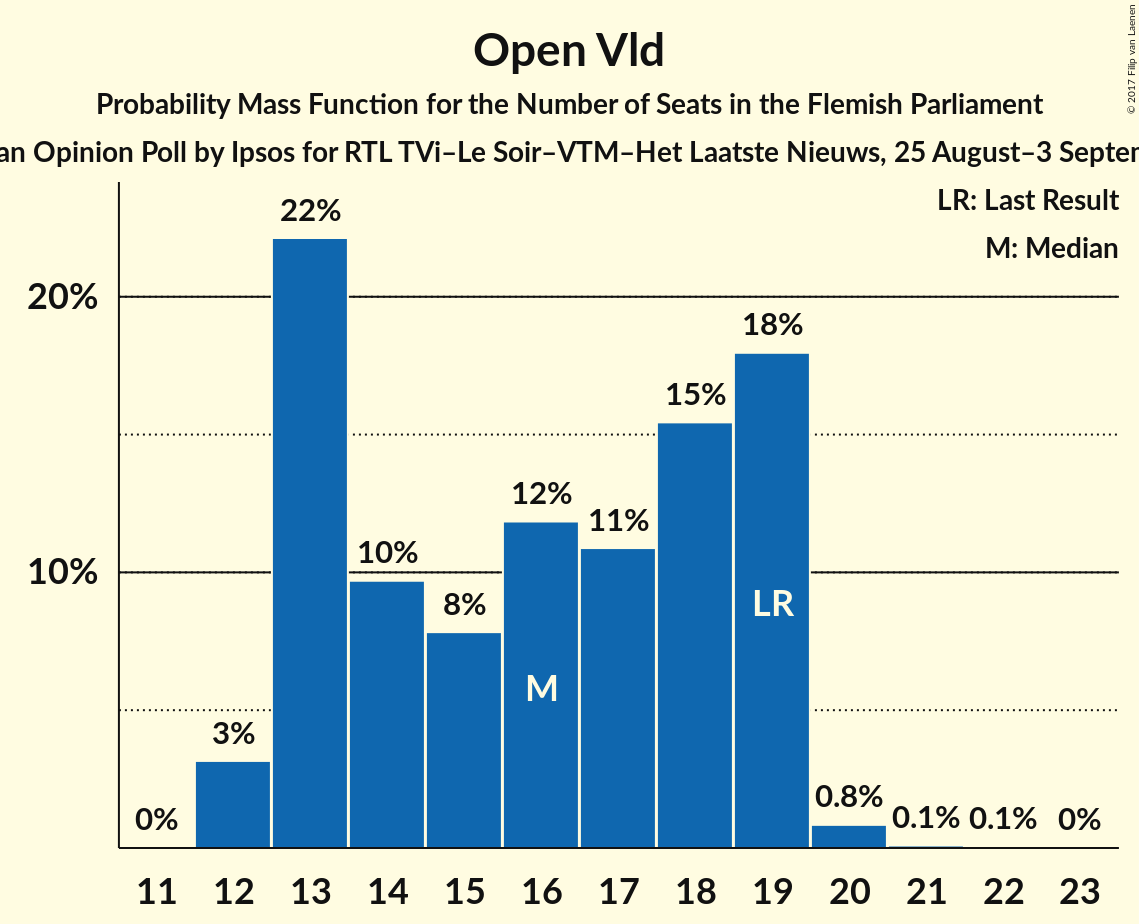 © 2017 Filip van Laenen
Open Vld
Probability Mass Function for the Number of Seats in the Flemish Parliament
an Opinion Poll by Ipsos for RTL TVi–Le Soir–VTM–Het Laatste Nieuws, 25 August–3 Septem
LR: Last Result
M: Median
22%
20%
18%
15%
12%
11%
10%
10%
8%
LR
M
3%
0%
0.8%
0.1%
0.1%
0%
11 12 13 14 15 16 17 18 19 20 21 22 23